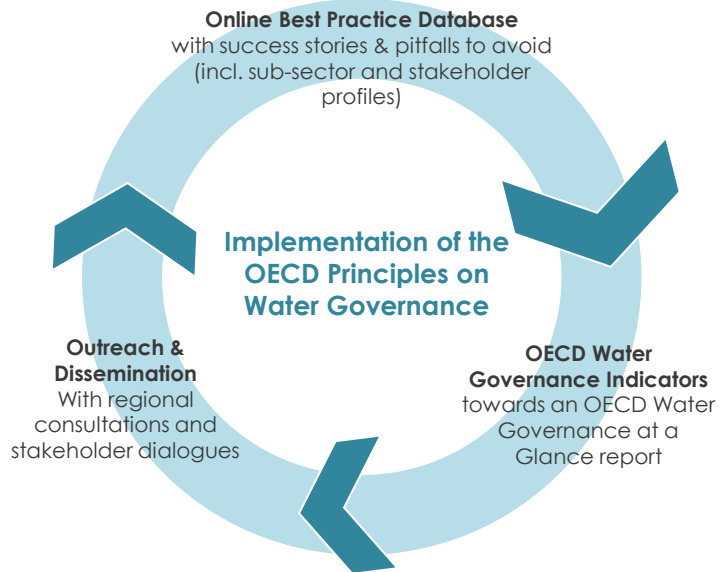 Online Best Practice Database
with success stories & pitfalls to avoid
(incl. sub-sector and stakeholder
profiles)
Implementation of the
OECD Principles on
Water Governance
OECD Water
Governance Indicators
towards an OECD Water
Governance at a
Glance report
Outreach &
Dissemination
With regional
consultations and
stakeholder dialogues